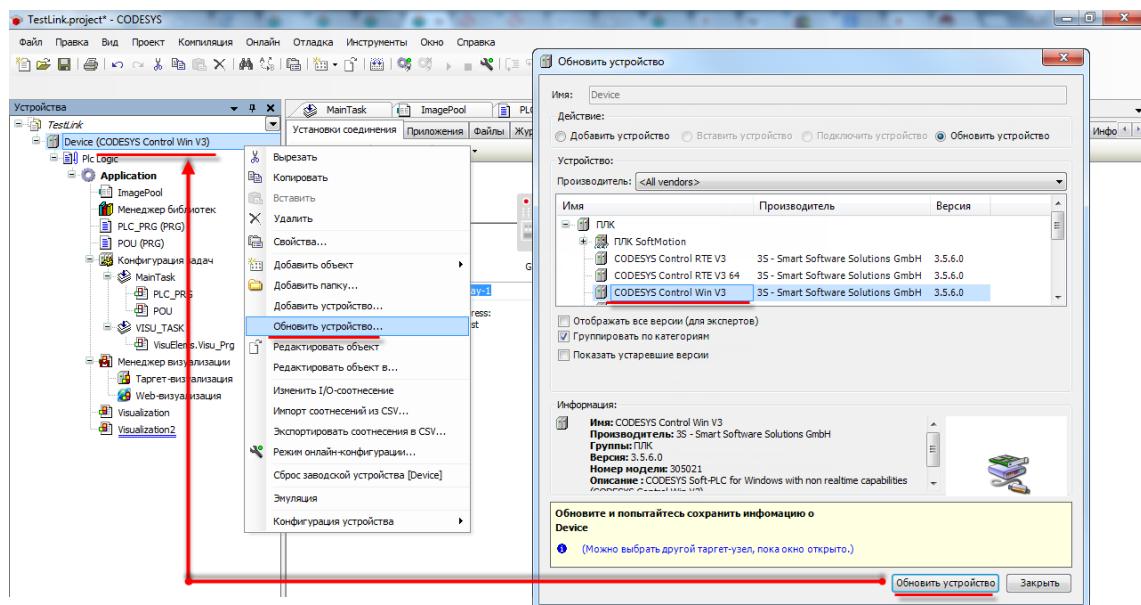 TestLink.project* - CODESYS
Файл Правка Вид Проект Компиляция Онлайн Отладка Инструменты Окно Справка
Устройства
TestLink
Device (CODESYS Control Win V3)
Plc Logic
Application
ImagePool
Менеджер библиотек
PLC_PRG (PRG)
POU (PRG)
Конфигурация задач
MainTask
PLC_PRG
POU
VISU_TASK
VisuElems.Visu_Prg
Менеджер визуализации
Таргет-визуализация
Web-визуализация
Visualization
Visualization2
MainTask ImagePool PL
Установки соединения Приложения Файлы Жур
Инфо
ay-1
ress:
st
Вырезать
Копировать
Вставить
Удалить
Свойства...
Добавить объект
Добавить папку...
Добавить устройство...
Обновить устройство...
Редактировать объект
Редактировать объект в...
Изменить I/O-соотнесение
Импорт соотнесений из CSV...
Экспортировать соотнесения в CSV...
Режим онлайн-конфигурации...
Сброс заводской устройства [Device]
Эмуляция
Конфигурация устройства
Обновить устройство
Имя: Device
Действие:
Добавить устройство Вставить устройство Подключить устройство Обновить устройство
Устройство:
Производитель: <All vendors>
Имя Производитель Версия
ПЛК
ПЛК SoftMotion
CODESYS Control RTE V3 3S - Smart Software Solutions GmbH 3.5.6.0
CODESYS Control RTE V3 64 3S - Smart Software Solutions GmbH 3.5.6.0
CODESYS Control Win V3 3S - Smart Software Solutions GmbH 3.5.6.0
Отображать все версии (для экспертов)
Группировать по категориям
Показать устаревшие версии
Информация:
Имя: CODESYS Control Win V3
Производитель: 3S - Smart Software Solutions GmbH
Группы: ПЛК
Версия: 3.5.6.0
Номер модели: 305021
Описание : CODESYS Soft-PLC for Windows with non realtime capabilities
Обновите и попытайтесь сохранить инфомацию о
Device
(Можно выбрать другой таргет-узел, пока окно открыто.)
Обновить устройство Закрыть